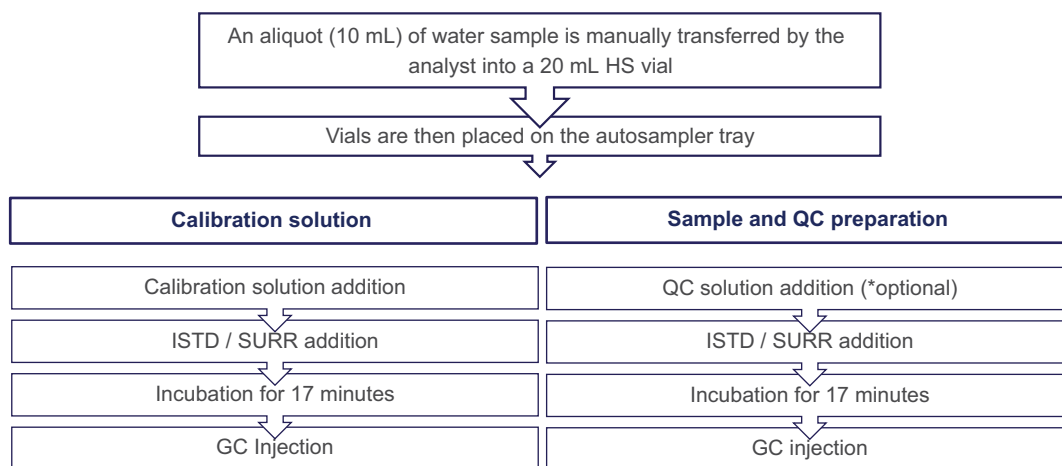 An aliquot (10 mL) of water sample is manually transferred by the
analyst into a 20 mL HS vial
Vials are then placed on the autosampler tray
Calibration solution
Calibration solution addition
ISTD / SURR addition
Incubation for 17 minutes
GC Injection
Sample and QC preparation
QC solution addition (*optional)
ISTD / SURR addition
Incubation for 17 minutes
GC injection